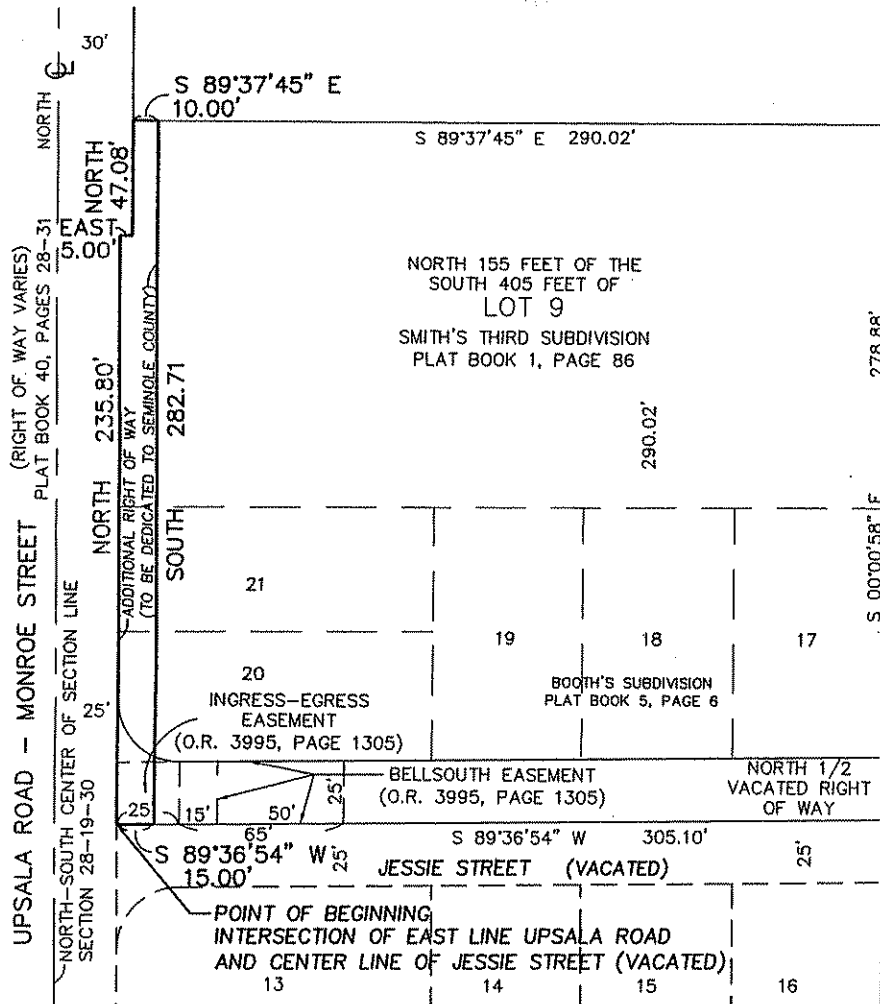 30'
NORTH
S 89°37'45" E
10.00'
S 89°37'45" E 290.02'
NORTH
47.08'
EAST
5.00'
(RIGHT OF WAY VARIES)
PLAT BOOK 40, PAGES 28-31
NORTH 155 FEET OF THE
SOUTH 405 FEET OF
LOT 9
SMITH'S THIRD SUBDIVISION
PLAT BOOK 1, PAGE 86
278.88'
S 00°00'58" E
290.02'
NORTH 235.80'
ADDITIONAL RIGHT OF WAY
(TO BE DEDICATED TO SEMINOLE COUNTY)
SOUTH 282.71
UPSALA ROAD - MONROE STREET
NORTH-SOUTH CENTER OF SECTION LINE
SECTION 28-19-30
21
19
18
17
20
BOOTH'S SUBDIVISION
PLAT BOOK 5, PAGE 6
25'
INGRESS-EGRESS
EASEMENT
(O.R. 3995, PAGE 1305)
BELLSOUTH EASEMENT
(O.R. 3995, PAGE 1305)
NORTH 1/2
VACATED RIGHT
OF WAY
25
15'
50'
25'
65'
S 89°36'54" W
15.00'
25'
S 89°36'54" W 305.10'
JESSIE STREET (VACATED)
25'
POINT OF BEGINNING
INTERSECTION OF EAST LINE UPSALA ROAD
AND CENTER LINE OF JESSIE STREET (VACATED)
13
14
15
16